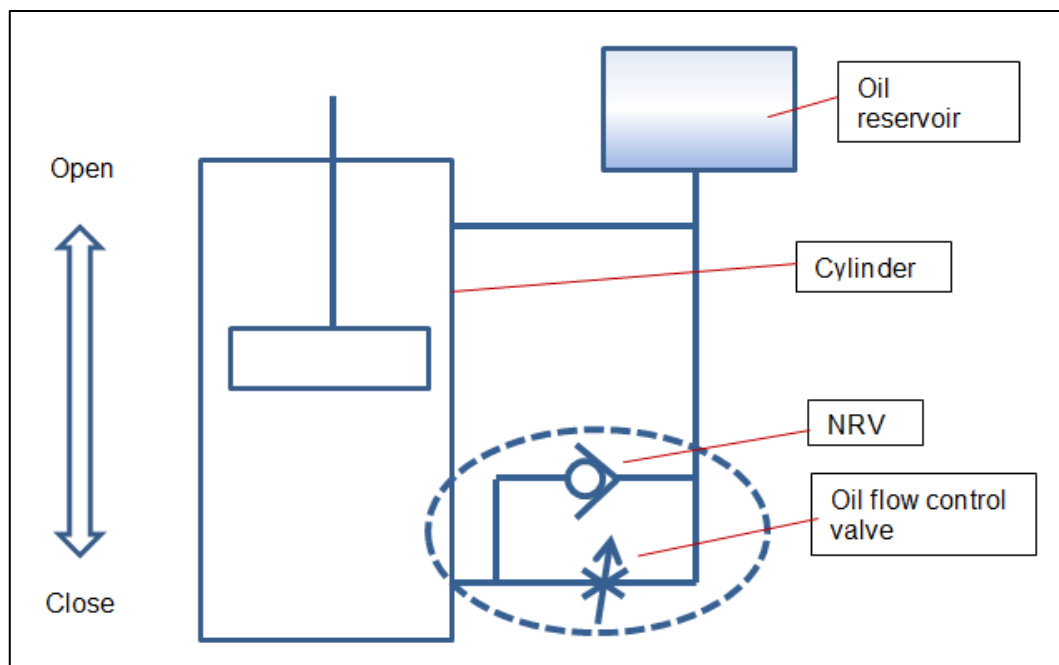 Open
Close
Oil
reservoir
Cylinder
NRV
Oil flow control
valve